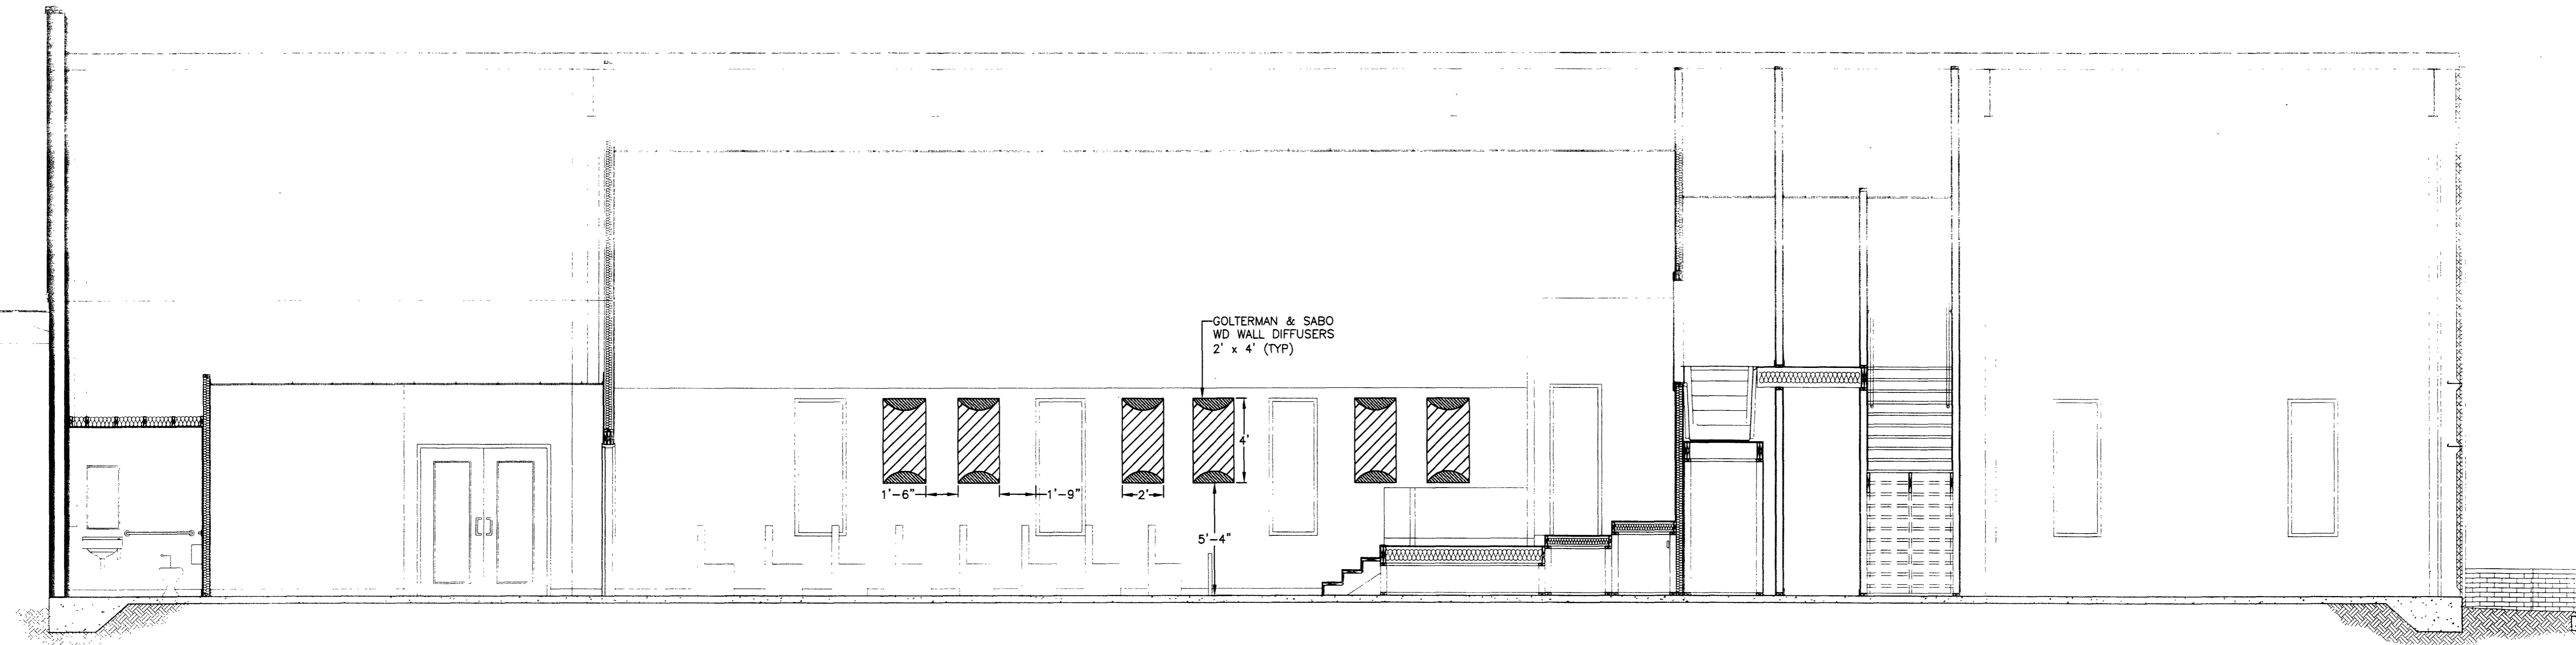 GOLTERMAN & SABO
WD WALL DIFFUSERS
2' x 4' (TYP)
4'
1'-6"
1'-9"
2'
5'-4"